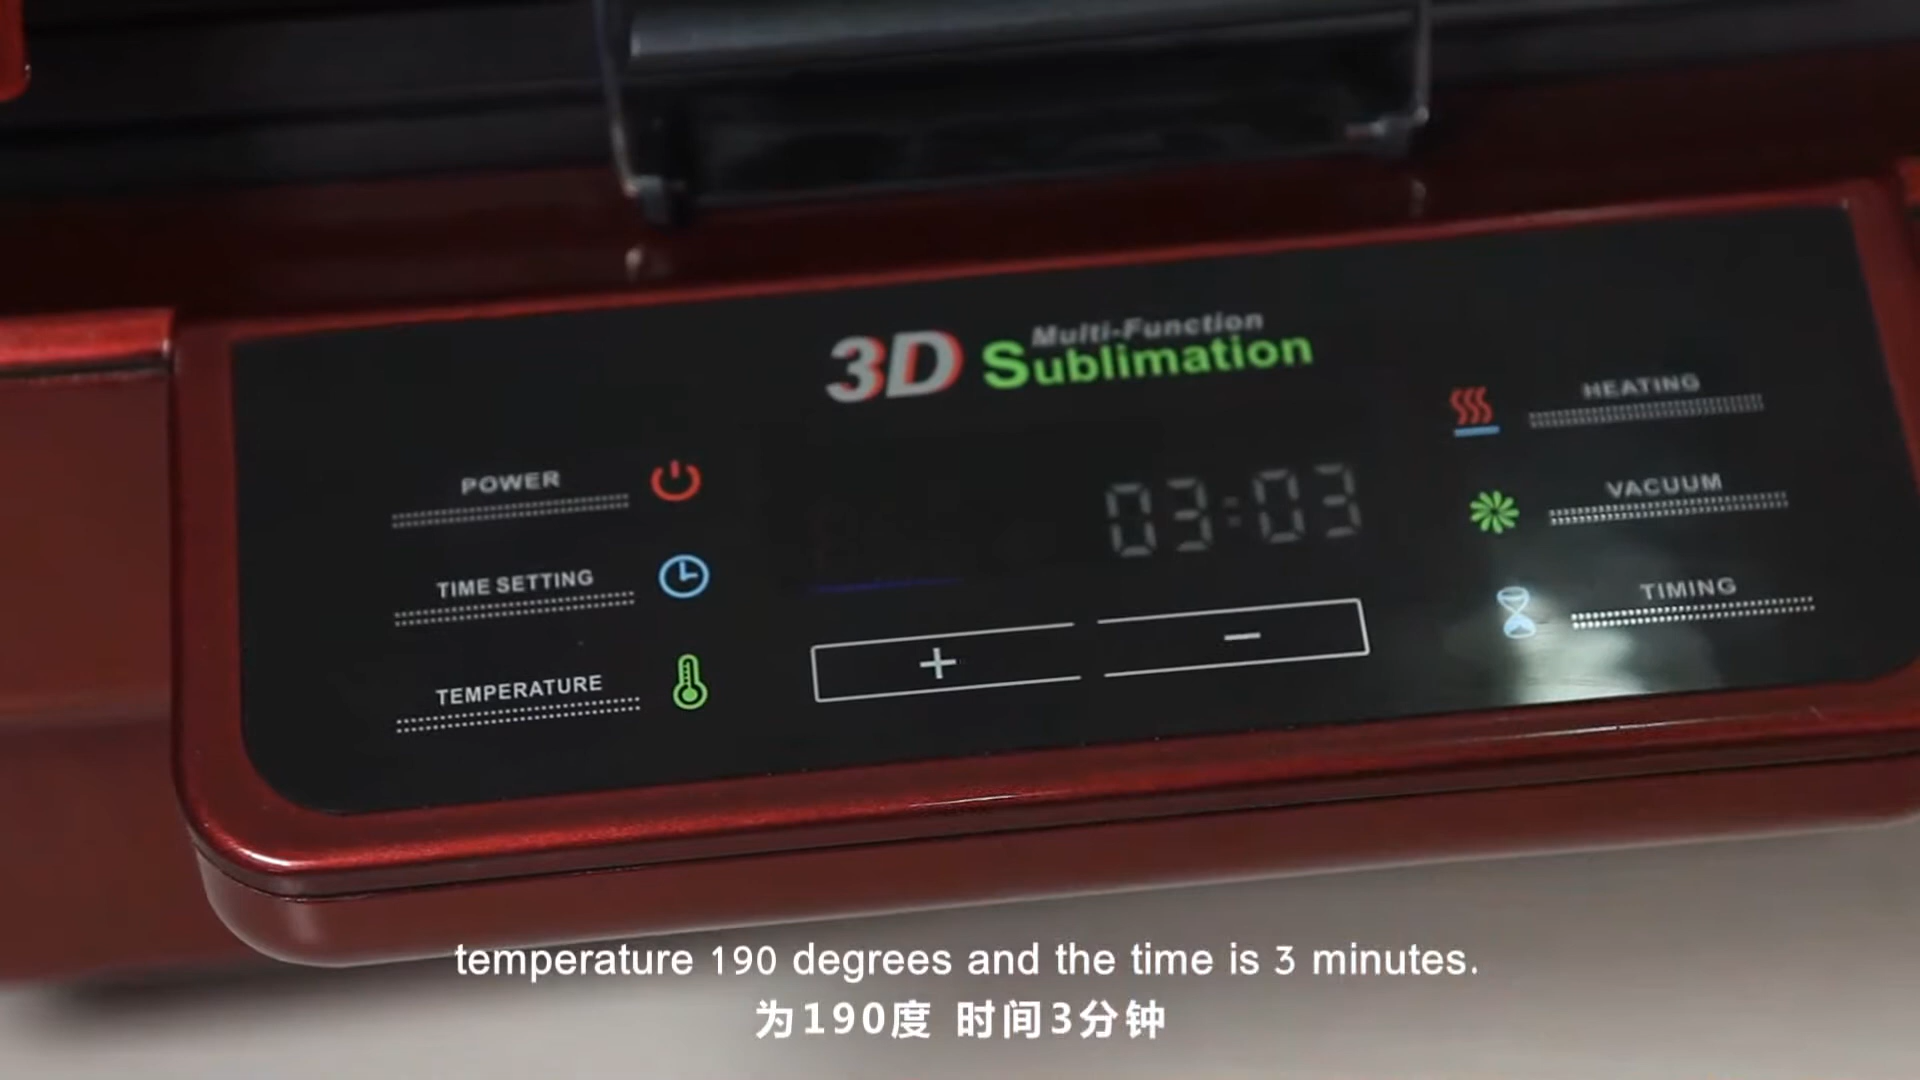 Multi-Function
3D Sublimation
HEATING
POWER
03:03
VACUUM
TIME SETTING
TIMING
+ −
TEMPERATURE
temperature 190 degrees and the time is 3 minutes.
为190度 时间3分钟